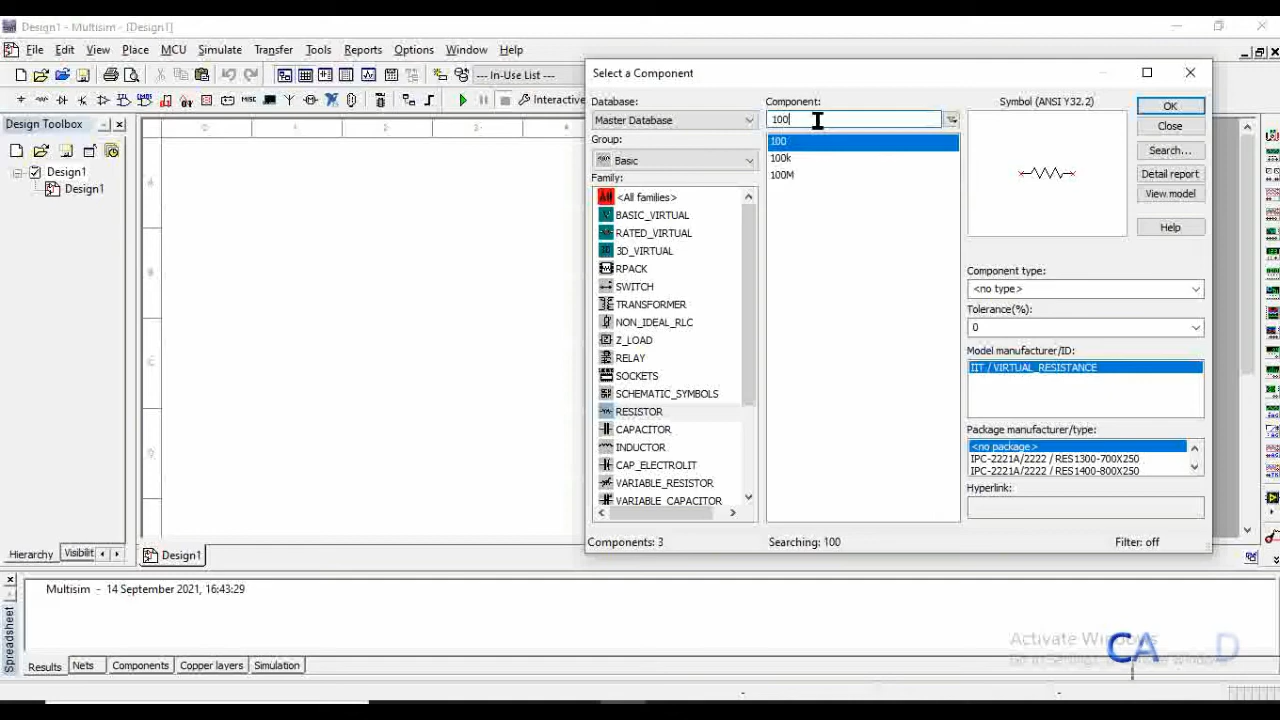 Design1 - Multisim - [Design1]
File Edit View Place MCU Simulate Transfer Tools Reports Options Window Help
--- In-Use List ---
Interactive
Design Toolbox
Design1
Design1
Hierarchy Visibilit
Design1
Select a Component
Database:
Master Database
Group:
Basic
Family:
<All families>
BASIC_VIRTUAL
RATED_VIRTUAL
3D_VIRTUAL
RPACK
SWITCH
TRANSFORMER
NON_IDEAL_RLC
Z_LOAD
RELAY
SOCKETS
SCHEMATIC_SYMBOLS
RESISTOR
CAPACITOR
INDUCTOR
CAP_ELECTROLIT
VARIABLE_RESISTOR
VARIABLE_CAPACITOR
Components: 3
Component:
100
100
100k
100M
Searching: 100
Symbol (ANSI Y32.2)
OK
Close
Search...
Detail report
View model
Help
Component type:
<no type>
Tolerance(%):
0
Model manufacturer/ID:
IIT / VIRTUAL_RESISTANCE
Package manufacturer/type:
<no package>
IPC-2221A/2222 / RES1300-700X250
IPC-2221A/2222 / RES1400-800X250
Hyperlink:
Filter: off
Spreadsheet
Multisim - 14 September 2021, 16:43:29
Results Nets Components Copper layers Simulation
Activate Windows
CA D